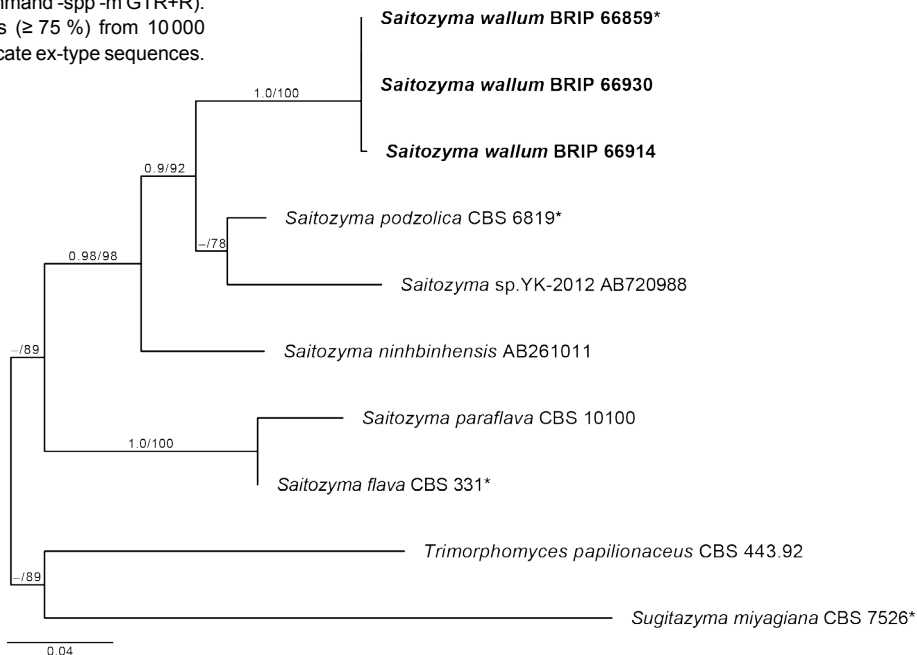 mmand -spp -m GTR+R).
s (≥ 75 %) from 10 000
cate ex-type sequences.
Saitozyma wallum BRIP 66859*
1.0/100
Saitozyma wallum BRIP 66930
Saitozyma wallum BRIP 66914
0.9/92
Saitozyma podzolica CBS 6819*
–/78
0.98/98
Saitozyma sp.YK-2012 AB720988
–/89
Saitozyma ninhbinhensis AB261011
Saitozyma paraflava CBS 10100
1.0/100
Saitozyma flava CBS 331*
Trimorphomyces papilionaceus CBS 443.92
–/89
Sugitazyma miyagiana CBS 7526*
0.04